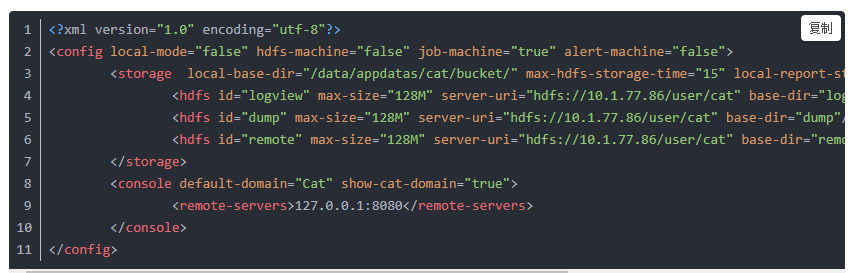 复制
1 <?xml version="1.0" encoding="utf-8"?>
2 <config local-mode="false" hdfs-machine="false" job-machine="true" alert-machine="false">
3 <storage  local-base-dir="/data/appdatas/cat/bucket/" max-hdfs-storage-time="15" local-report-st
4 <hdfs id="logview" max-size="128M" server-uri="hdfs://10.1.77.86/user/cat" base-dir="log
5 <hdfs id="dump" max-size="128M" server-uri="hdfs://10.1.77.86/user/cat" base-dir="dump"/
6 <hdfs id="remote" max-size="128M" server-uri="hdfs://10.1.77.86/user/cat" base-dir="remo
7 </storage>
8 <console default-domain="Cat" show-cat-domain="true">
9 <remote-servers>127.0.0.1:8080</remote-servers>
10 </console>
11 </config>